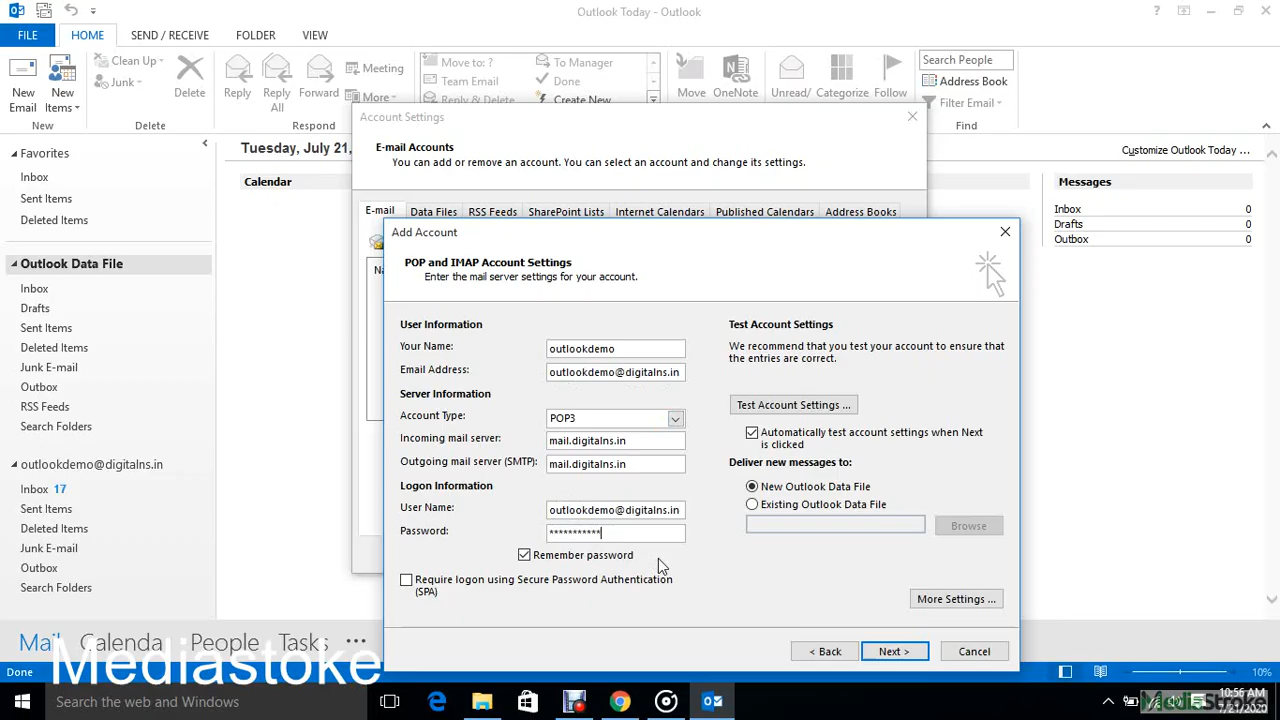 Outlook Today - Outlook
FILE HOME SEND / RECEIVE FOLDER VIEW
New Email
New Items
Clean Up
Junk
Delete
Reply
Reply All
Forward
Meeting
More
Move to: ?
Team Email
Reply & Delete
To Manager
Done
Create New
Move
OneNote
Unread/
Categorize
Follow
Search People
Address Book
Filter Email
New Delete Respond Find
Favorites
Inbox
Sent Items
Deleted Items
Outlook Data File
Inbox
Drafts
Sent Items
Deleted Items
Junk E-mail
Outbox
RSS Feeds
Search Folders
outlookdemo@digitalns.in
Inbox 17
Sent Items
Deleted Items
Junk E-mail
Outbox
Search Folders
Tuesday, July 21,
Customize Outlook Today ...
Calendar
Messages
Inbox 0
Drafts 0
Outbox 0
Account Settings
E-mail Accounts
You can add or remove an account. You can select an account and change its settings.
E-mail Data Files RSS Feeds SharePoint Lists Internet Calendars Published Calendars Address Books
Add Account
POP and IMAP Account Settings
Enter the mail server settings for your account.
User Information
Your Name: outlookdemo
Email Address: outlookdemo@digitalns.in
Server Information
Account Type: POP3
Incoming mail server: mail.digitalns.in
Outgoing mail server (SMTP): mail.digitalns.in
Logon Information
User Name: outlookdemo@digitalns.in
Password: ***********
Remember password
Require logon using Secure Password Authentication
(SPA)
Test Account Settings
We recommend that you test your account to ensure that
the entries are correct.
Test Account Settings ...
Automatically test account settings when Next
is clicked
Deliver new messages to:
New Outlook Data File
Existing Outlook Data File
Browse
More Settings ...
< Back Next > Cancel
Mail Calenda People Tasks ...
Mediastoke
Done
10%
Search the web and Windows
10:56 AM
7/21/2020